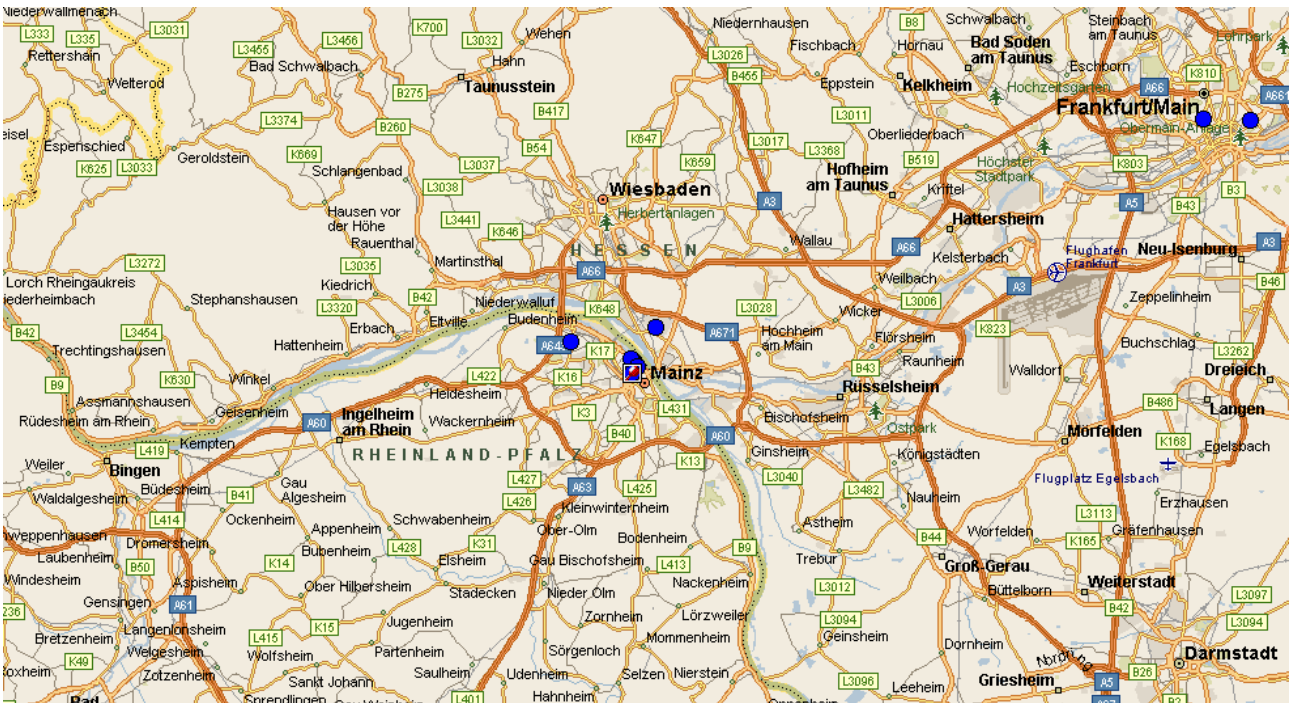 Niederwallmenach
L3031
K700
Wehen
Niedernhausen
B8
Schwalbach
Steinbach
am Taunus
L333
L335
L3455
L3456
L3032
Hahn
L3026
Fischbach
Hornau
Bad Soden
am Taunus
Lohrpark
Rettershain
Bad Schwalbach
Taunusstein
B455
Eppstein
Kelkheim
Eschborn
K810
Welterod
B275
B417
L3011
Hochzeitsgarten
A66
A661
Frankfurt/Main
L3374
B260
K647
L3017
Oberliederbach
Obermain-Anlage
Espenschied
B54
L3368
B519
Höchster
Stadtpark
K803
K625
L3033
Geroldstein
K669
Schlangenbad
L3037
K659
Hofheim
am Taunus
Kriftel
L3038
Wiesbaden
A3
A5
B43
B3
Hausen vor
der Höhe
L3441
Herbertanlagen
Hattersheim
Rauenthal
K646
HESSEN
Wallau
A66
Kelsterbach
Flughafen
Frankfurt
Neu-Isenburg
A3
L3272
L3035
Martinsthal
A66
Weilbach
A3
B46
Lorch Rheingaukreis
Kiedrich
Stephanshausen
B42
Niederwalluf
K648
L3028
L3006
Zeppelinheim
L3320
Eltville
Budenheim
Wicker
B42
L3454
Erbach
A671
Hochheim
am Main
Flörsheim
K823
Buchschlag
Trechtingshausen
Hattenheim
A643
K17
Raunheim
L3262
B9
K630
Winkel
L422
K16
Mainz
B43
Walldorf
Dreieich
Assmannshausen
Heidesheim
Rüsselsheim
B486
Langen
Rüdesheim am Rhein
Geisenheim
A60
Ingelheim
am Rhein
Wackernheim
K3
L431
Bischofsheim
Ostpark
Mörfelden
K168
L419
Kempten
B40
A60
Egelsbach
Weiler
Bingen
RHEINLAND-PFALZ
K13
Ginsheim
Königstädten
Büdesheim
Gau
Algesheim
L427
A63
L425
L3040
L3482
Flugplatz Egelsbach
Waldalgesheim
B41
L426
Kleinwinternheim
Nauheim
Erzhausen
L414
Ockenheim
Schwabenheim
Ober-Olm
Astheim
L3113
Appenheim
Bodenheim
B44
Worfelden
Gräfenhausen
Dromersheim
Bubenheim
L428
K31
B9
K165
Laubenheim
B50
K14
Elsheim
Gau Bischofsheim
L413
Trebur
Groß-Gerau
Windesheim
Aspisheim
Ober Hilbersheim
Stadecken
Nieder Olm
Nackenheim
L3012
Büttelborn
Weiterstadt
Gensingen
A61
Zornheim
Lörzweiler
B42
L3097
Bretzenheim
Langenlonsheim
L415
K15
Jugenheim
Mommenheim
L3094
Geinsheim
L3094
Welgesheim
Wolfsheim
Partenheim
Sörgenloch
Dornheim
Nordring
Darmstadt
K49
Zotzenheim
Sankt Johann
Saulheim
Udenheim
Selzen
Nierstein
L3096
Leeheim
Griesheim
A5
B26
Sprendlingen
L401
Hahnheim